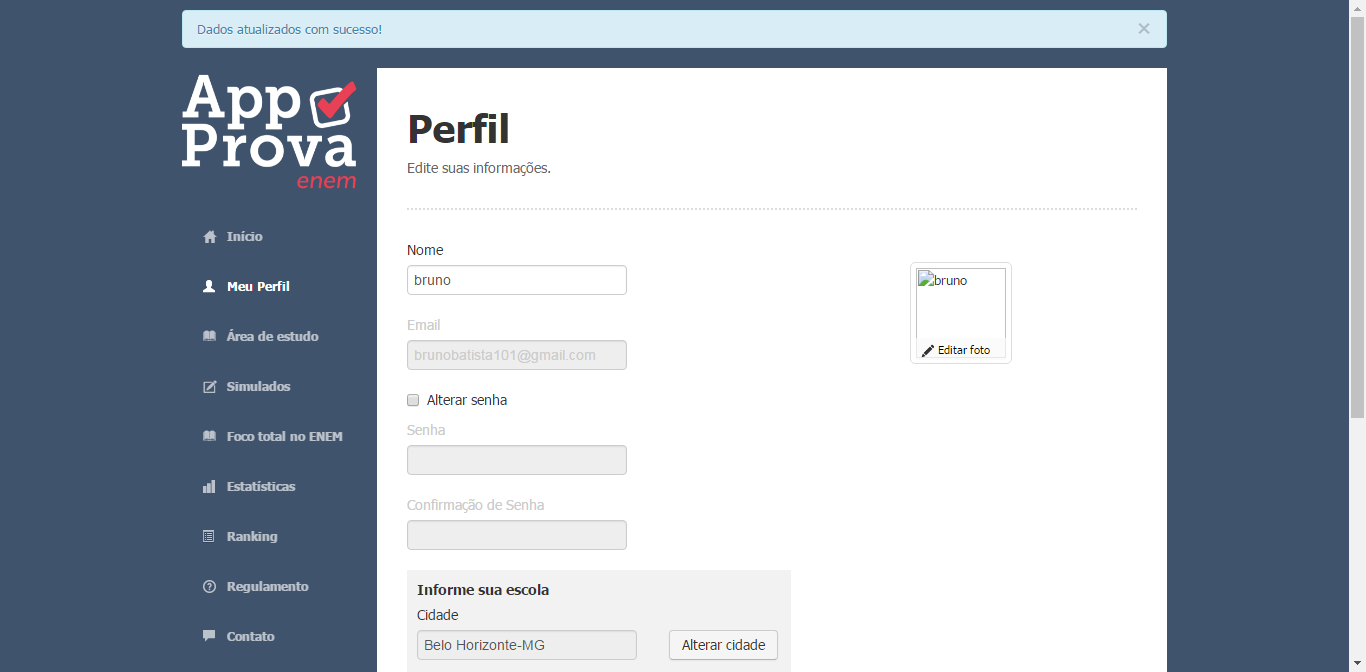 Dados atualizados com sucesso!
×
App
Prova
enem
Início
Meu Perfil
Área de estudo
Simulados
Foco total no ENEM
Estatísticas
Ranking
Regulamento
Contato
Perfil
Edite suas informações.
Nome
bruno
bruno
Editar foto
Email
brunobatista101@gmail.com
Alterar senha
Senha
Confirmação de Senha
Informe sua escola
Cidade
Belo Horizonte-MG
Alterar cidade